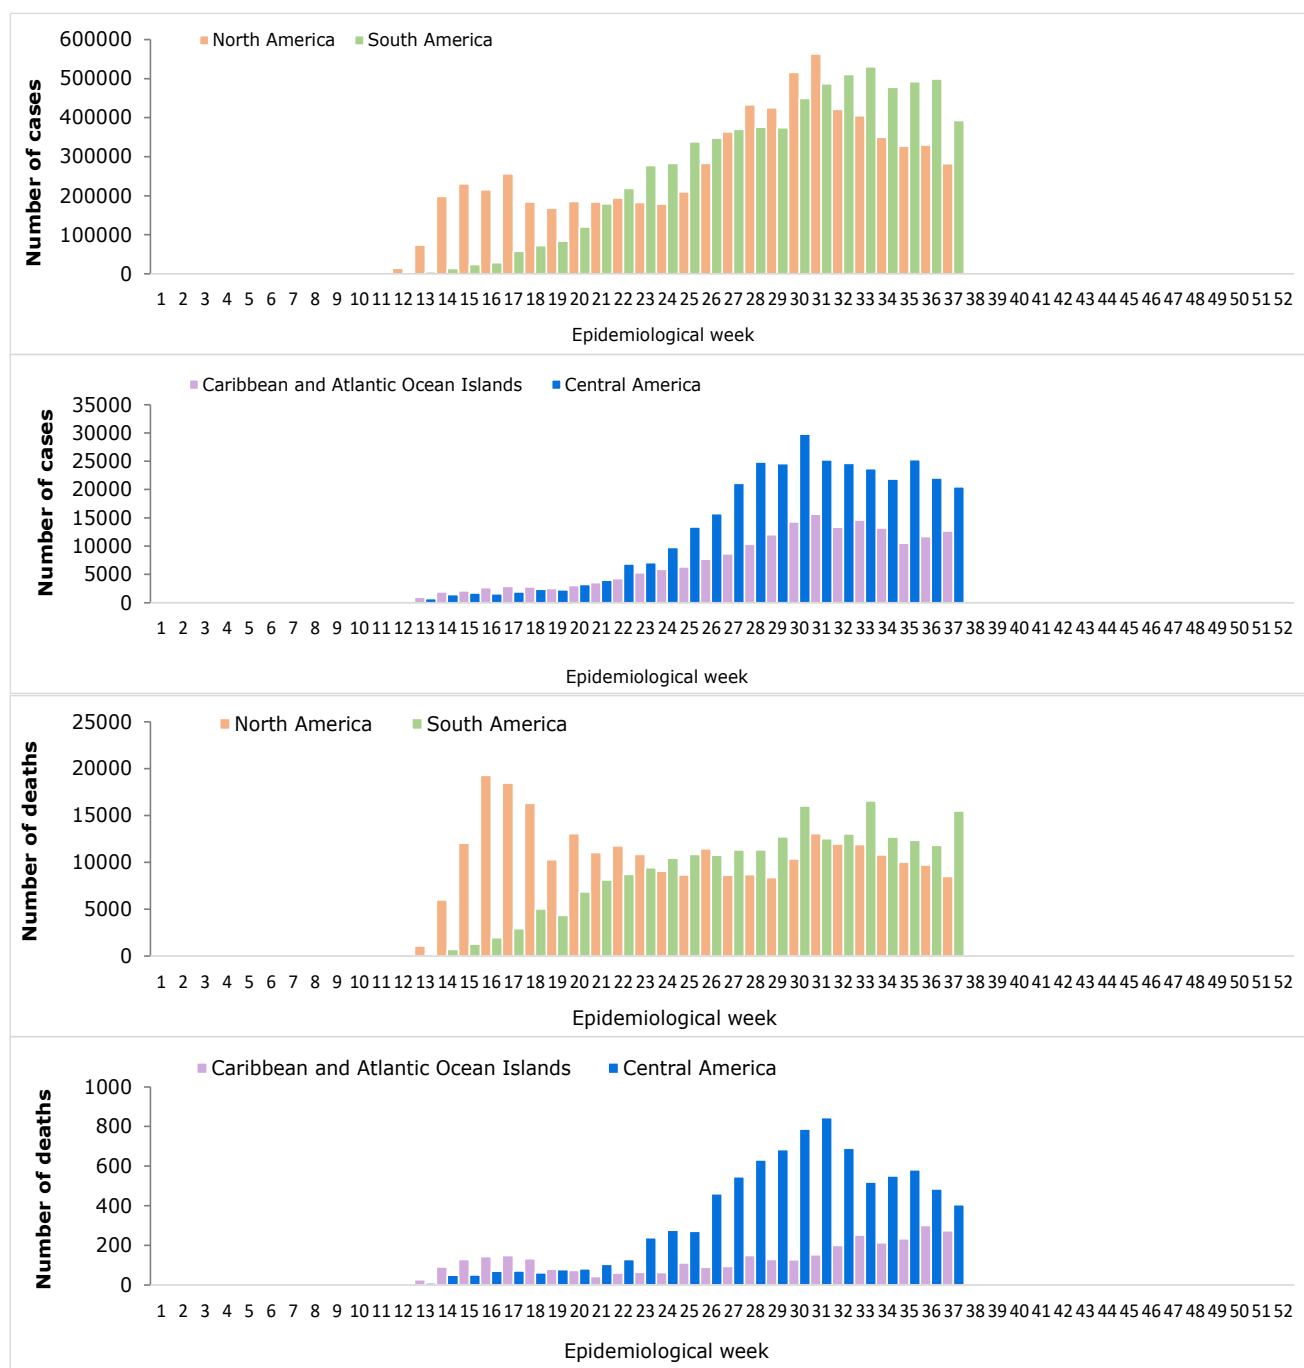 North America South America
600000
500000
400000
300000
200000
100000
0
Number of cases
1 2 3 4 5 6 7 8 9 10 11 12 13 14 15 16 17 18 19 20 21 22 23 24 25 26 27 28 29 30 31 32 33 34 35 36 37 38 39 40 41 42 43 44 45 46 47 48 49 50 51 52
Epidemiological week
Caribbean and Atlantic Ocean Islands Central America
35000
30000
25000
20000
15000
10000
5000
0
Number of cases
1 2 3 4 5 6 7 8 9 10 11 12 13 14 15 16 17 18 19 20 21 22 23 24 25 26 27 28 29 30 31 32 33 34 35 36 37 38 39 40 41 42 43 44 45 46 47 48 49 50 51 52
Epidemiological week
North America South America
25000
20000
15000
10000
5000
0
Number of deaths
1 2 3 4 5 6 7 8 9 10 11 12 13 14 15 16 17 18 19 20 21 22 23 24 25 26 27 28 29 30 31 32 33 34 35 36 37 38 39 40 41 42 43 44 45 46 47 48 49 50 51 52
Epidemiological week
Caribbean and Atlantic Ocean Islands Central America
1000
800
600
400
200
0
Number of deaths
1 2 3 4 5 6 7 8 9 10 11 12 13 14 15 16 17 18 19 20 21 22 23 24 25 26 27 28 29 30 31 32 33 34 35 36 37 38 39 40 41 42 43 44 45 46 47 48 49 50 51 52
Epidemiological week